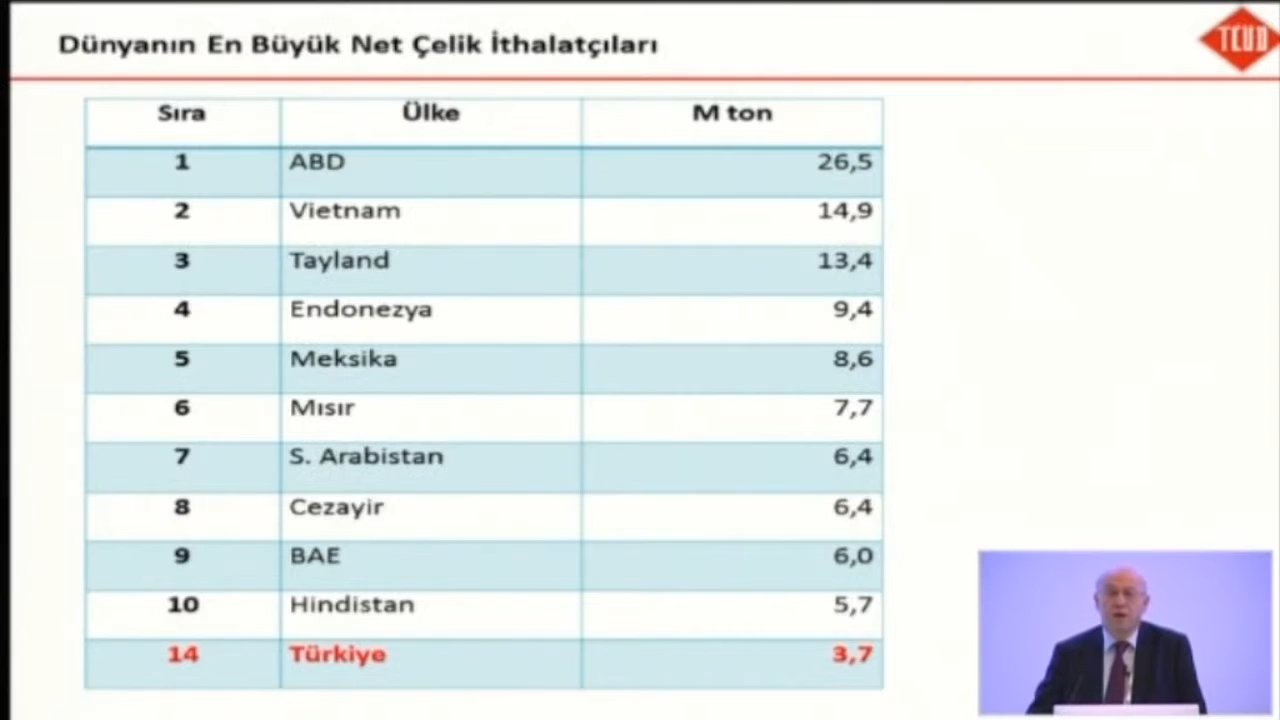 Dünyanın En Büyük Net Çelik İthalatçıları
TÇÜD
Sıra Ülke M ton
1 ABD 26,5
2 Vietnam 14,9
3 Tayland 13,4
4 Endonezya 9,4
5 Meksika 8,6
6 Mısır 7,7
7 S. Arabistan 6,4
8 Cezayir 6,4
9 BAE 6,0
10 Hindistan 5,7
14 Türkiye 3,7